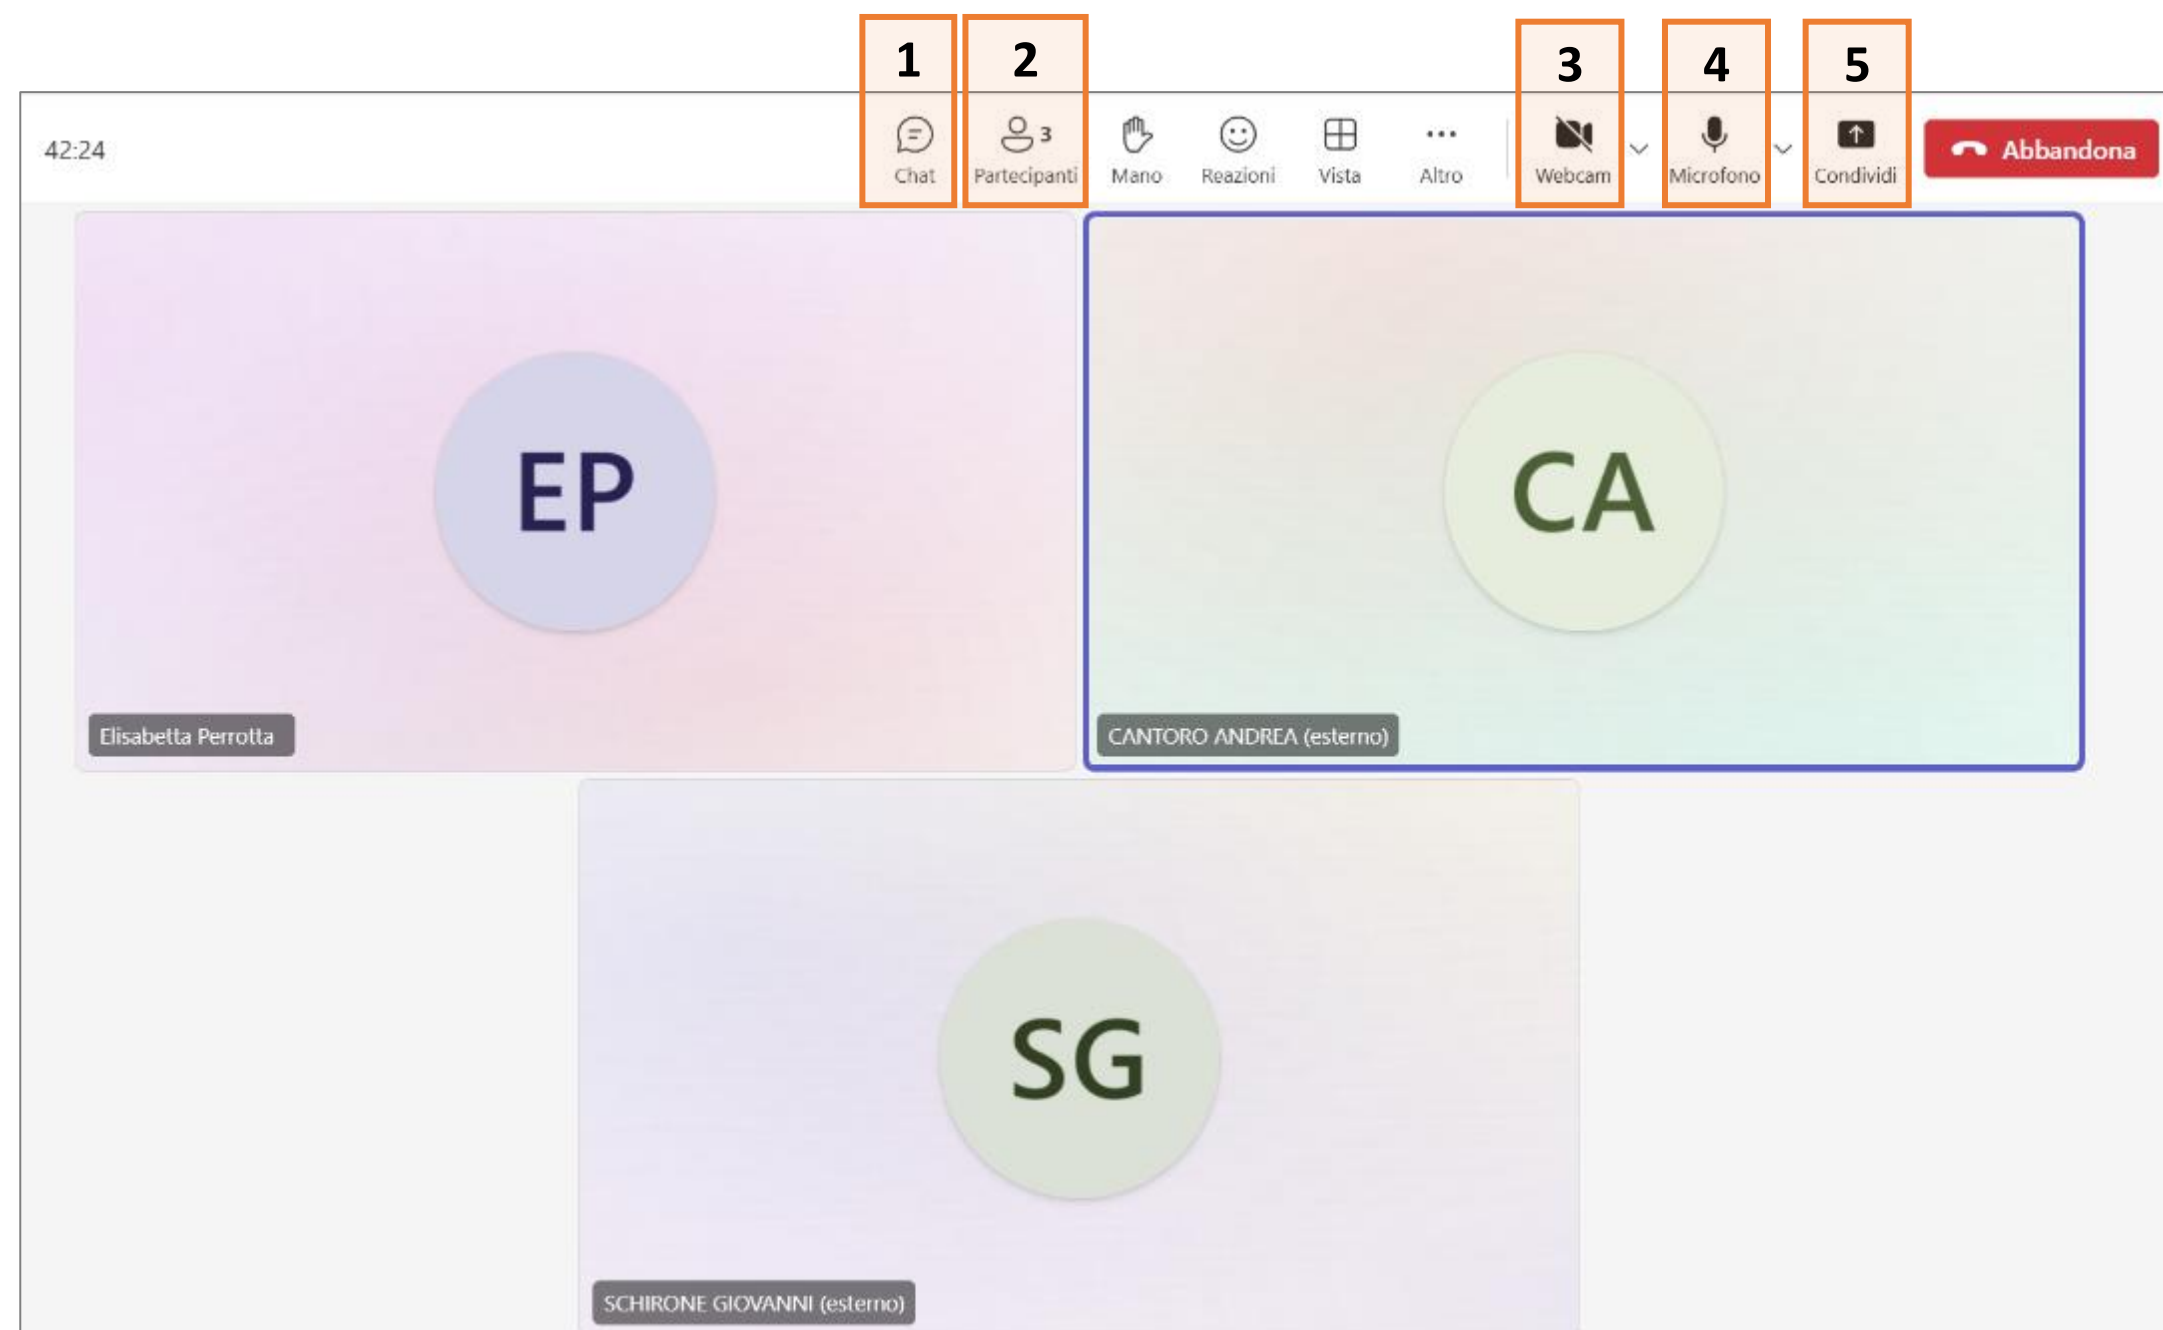 1 2 3 4 5
42:24
3
Chat Partecipanti Mano Reazioni Vista Altro Webcam Microfono Condividi Abbandona
EP
CA
Elisabetta Perrotta
CANTORO ANDREA (esterno)
SG
SCHIRONE GIOVANNI (esterno)